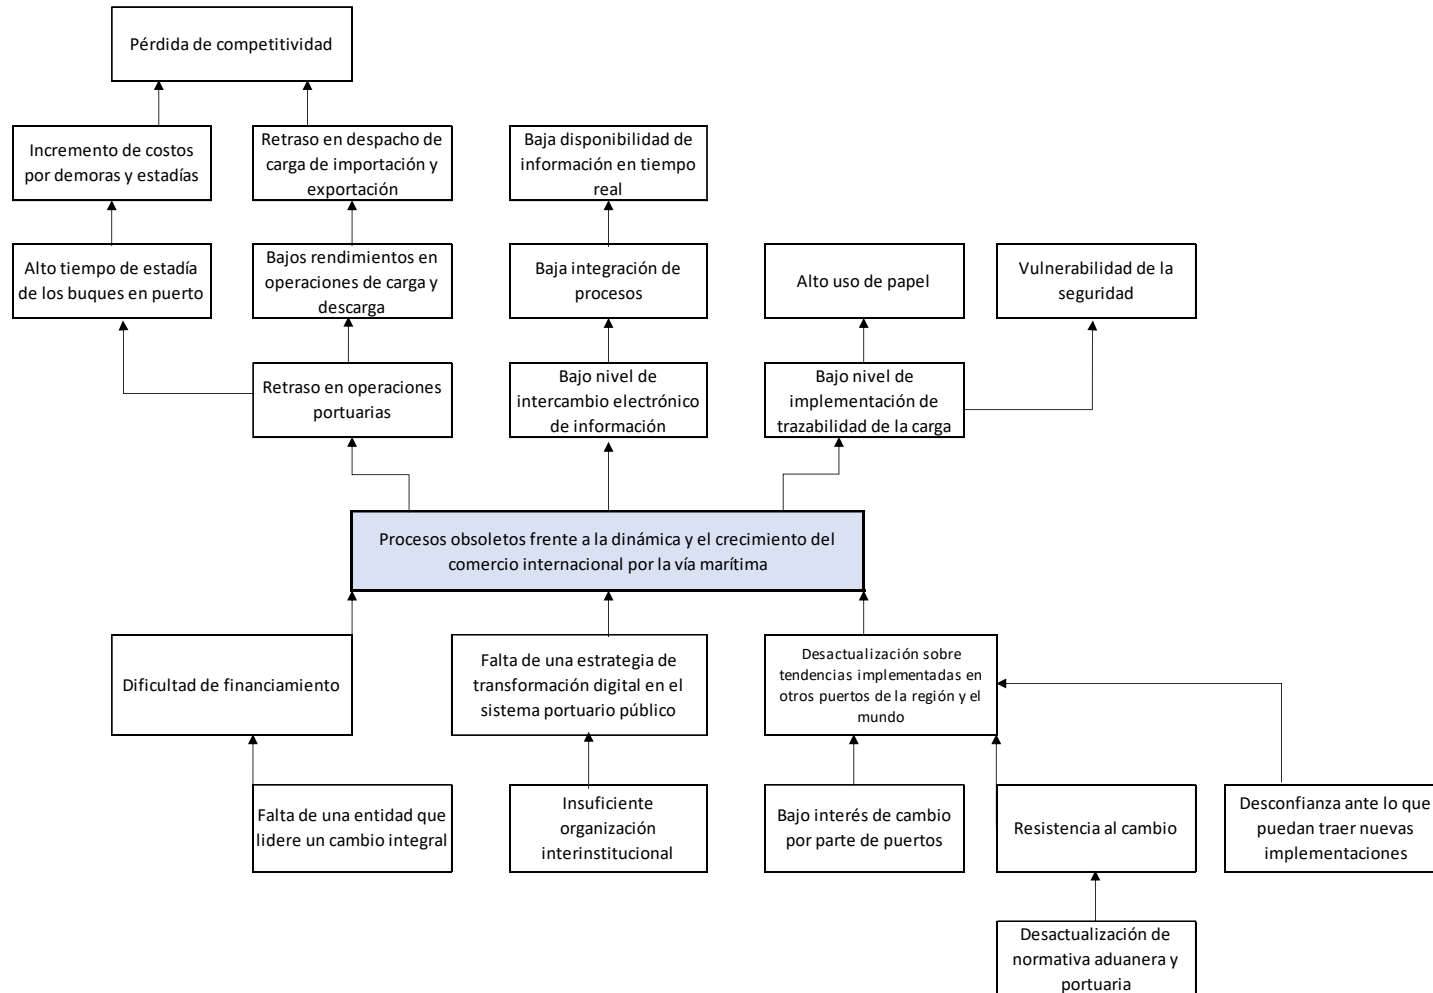 Pérdida de competitividad
Incremento de costos
por demoras y estadías
Retraso en despacho de
carga de importación y
exportación
Baja disponibilidad de
información en tiempo
real
Alto tiempo de estadía
de los buques en puerto
Bajos rendimientos en
operaciones de carga y
descarga
Baja integración de
procesos
Alto uso de papel
Vulnerabilidad de la
seguridad
Retraso en operaciones
portuarias
Bajo nivel de
intercambio electrónico
de información
Bajo nivel de
implementación de
trazabilidad de la carga
Procesos obsoletos frente a la dinámica y el crecimiento del
comercio internacional por la vía marítima
Dificultad de financiamiento
Falta de una estrategia de
transformación digital en el
sistema portuario público
Desactualización sobre
tendencias implementadas en
otros puertos de la región y el
mundo
Falta de una entidad que
lidere un cambio integral
Insuficiente
organización
interinstitucional
Bajo interés de cambio
por parte de puertos
Resistencia al cambio
Desconfianza ante lo que
puedan traer nuevas
implementaciones
Desactualización de
normativa aduanera y
portuaria